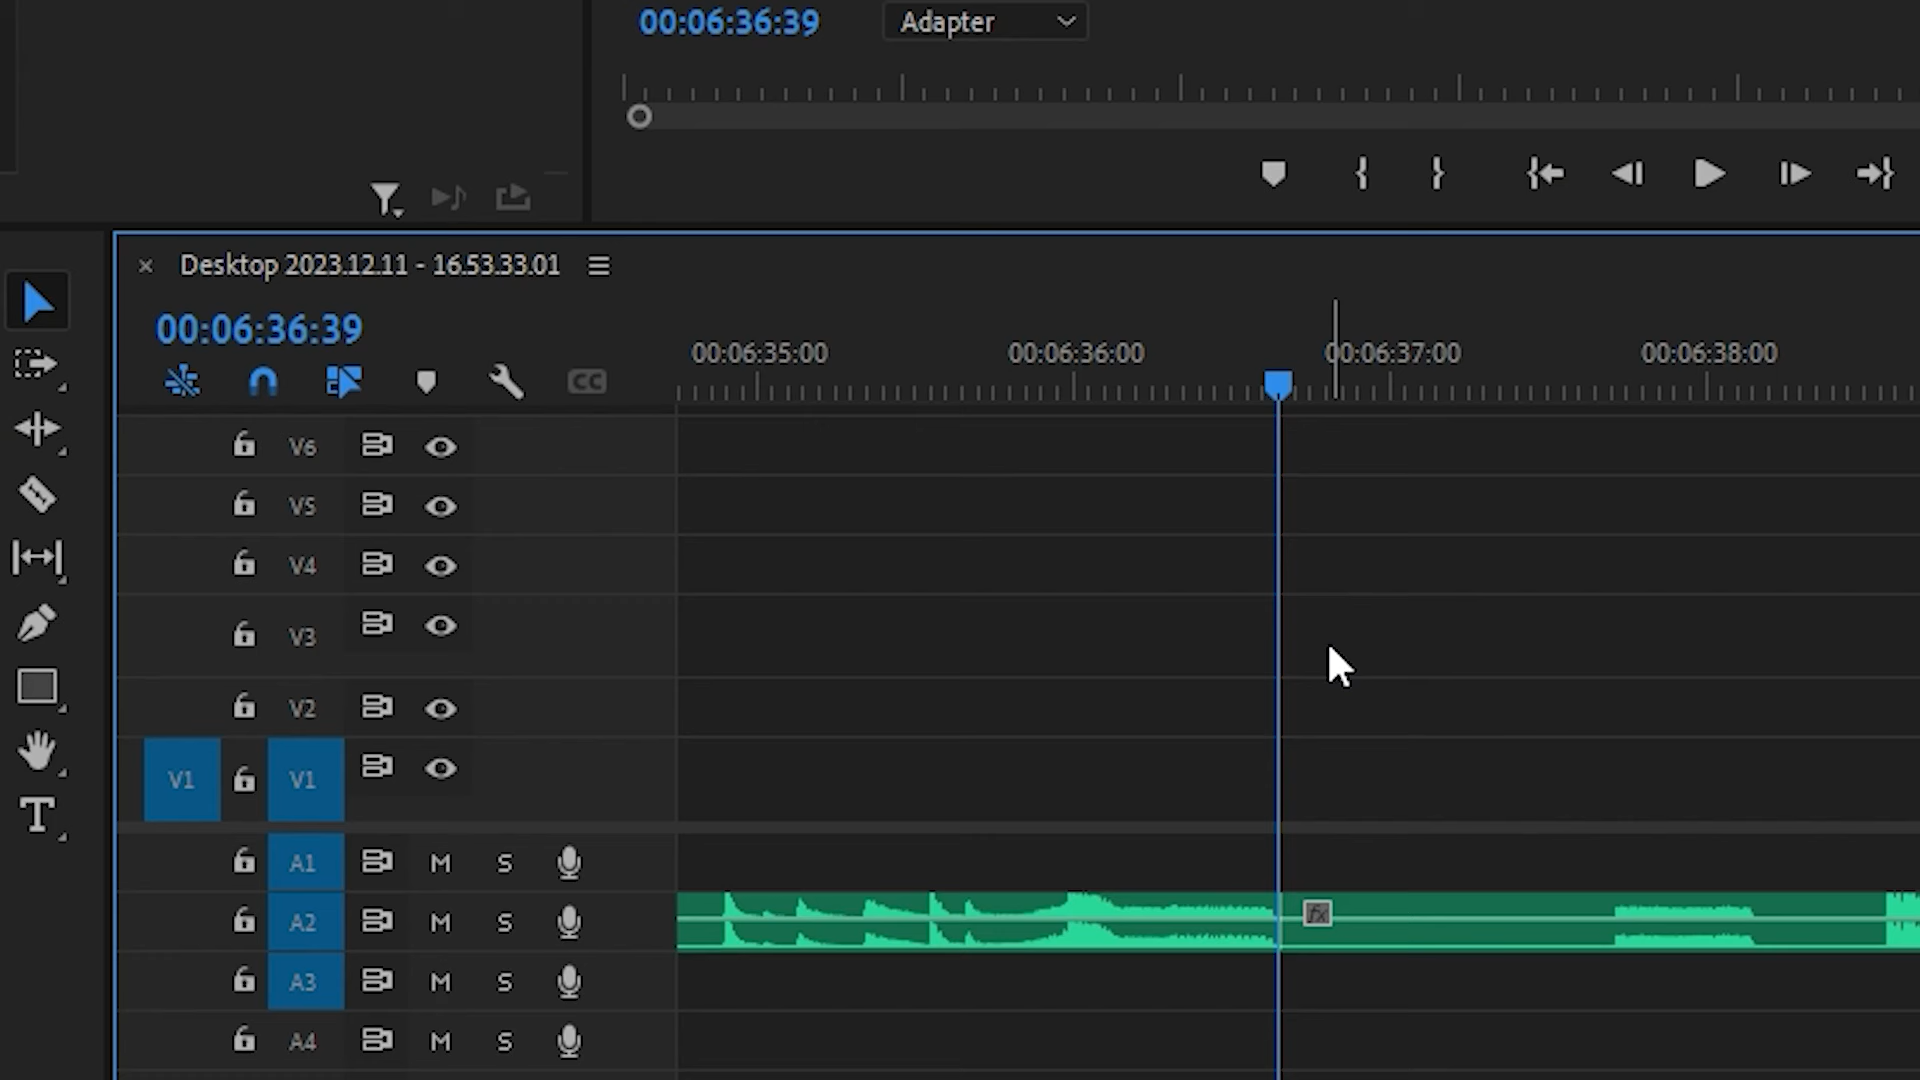 00:06:36:39 Adapter
Desktop 2023.12.11 - 16.53.33.01
00:06:36:39
00:06:35:00 00:06:36:00 00:06:37:00 00:06:38:00
CC
V6
V5
V4
V3
V2
V1 V1
A1 M S
A2 M S
fx
A3 M S
A4 M S
T